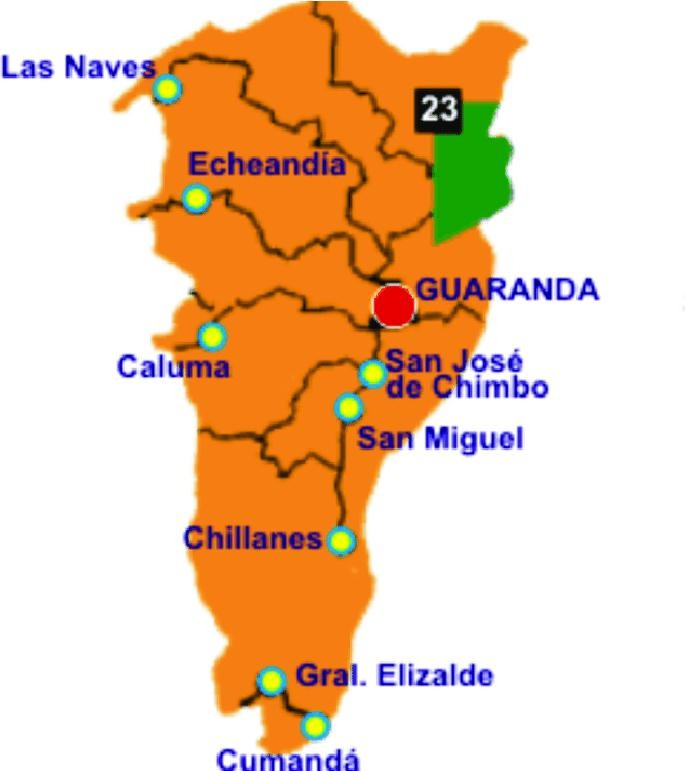 Las Naves
23
Echeandía
GUARANDA
Caluma
San José
de Chimbo
San Miguel
Chillanes
Gral. Elizalde
Cumandá